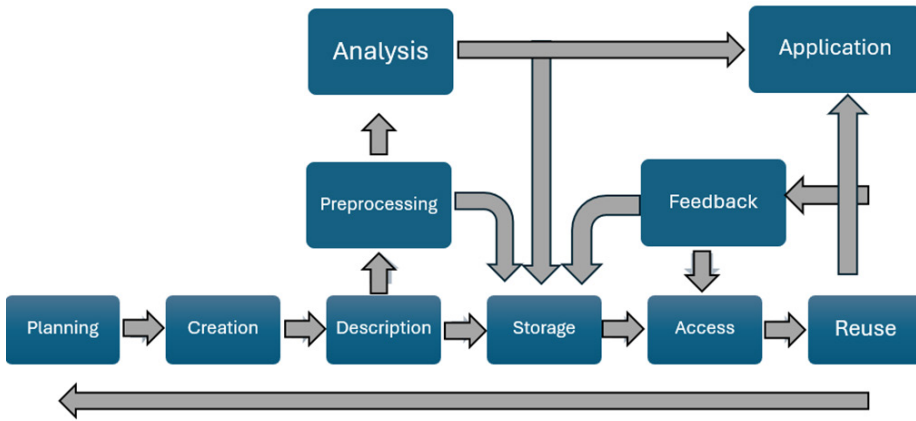 Analysis
Application
Preprocessing
Feedback
Planning
Creation
Description
Storage
Access
Reuse